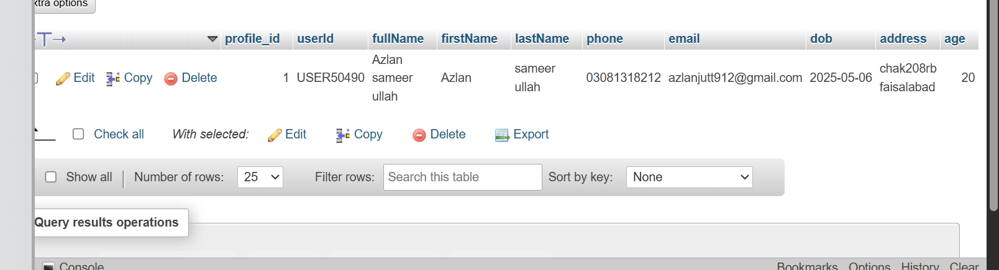 xtra options
profile_id userId fullName firstName lastName phone email dob address age
Edit Copy Delete 1 USER50490 Azlan sameer ullah Azlan sameer ullah 03081318212 azlanjutt912@gmail.com 2025-05-06 chak208rb faisalabad 20
Check all With selected: Edit Copy Delete Export
Show all Number of rows: 25 Filter rows: Search this table Sort by key: None
Query results operations
Console Bookmarks Options History Clear